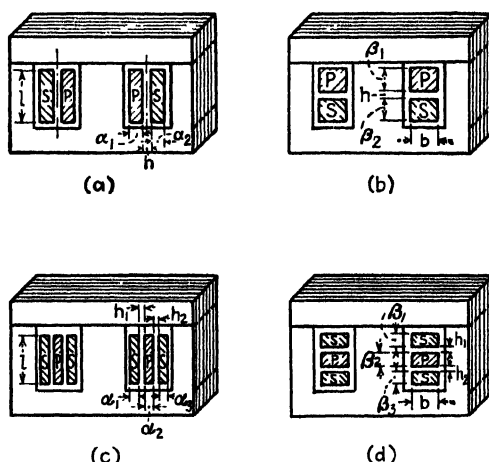 l S P P S
α₁ h α₂
(a)
P P
S S
β₁
h
β₂
b
(b)
h₁ h₂
l S P S S P S
α₁ α₂ α₃
(c)
S S
P P
S S
β₁
β₂
β₃
h₁
h₂
b
(d)